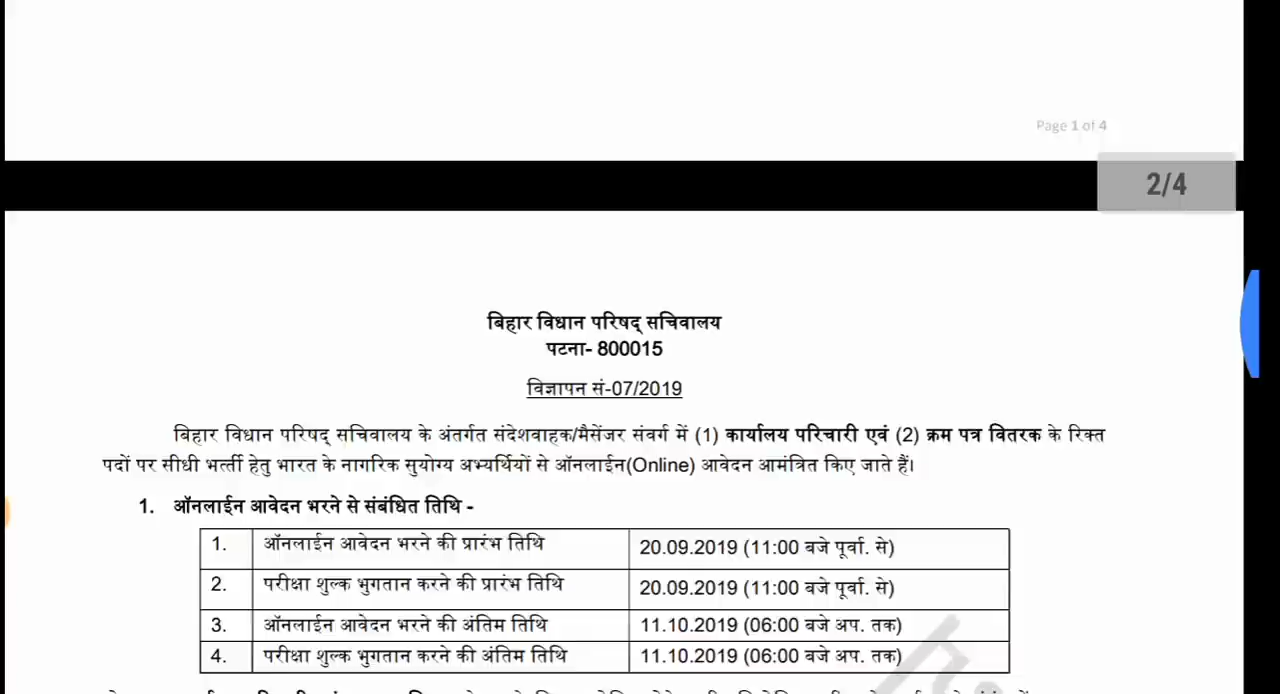 Page 1 of 4
2/4
बिहार विधान परिषद् सचिवालय
पटना- 800015
विज्ञापन सं-07/2019
बिहार विधान परिषद् सचिवालय के अंतर्गत संदेशवाहक/मैसेंजर संवर्ग में (1) कार्यालय परिचारी एवं (2) क्रम पत्र वितरक के रिक्त
पदों पर सीधी भर्त्ती हेतु भारत के नागरिक सुयोग्य अभ्यर्थियों से ऑनलाईन(Online) आवेदन आमंत्रित किए जाते हैं।
1. ऑनलाईन आवेदन भरने से संबंधित तिथि -
1. ऑनलाईन आवेदन भरने की प्रारंभ तिथि 20.09.2019 (11:00 बजे पूर्वा. से)
2. परीक्षा शुल्क भुगतान करने की प्रारंभ तिथि 20.09.2019 (11:00 बजे पूर्वा. से)
3. ऑनलाईन आवेदन भरने की अंतिम तिथि 11.10.2019 (06:00 बजे अप. तक)
4. परीक्षा शुल्क भुगतान करने की अंतिम तिथि 11.10.2019 (06:00 बजे अप. तक)